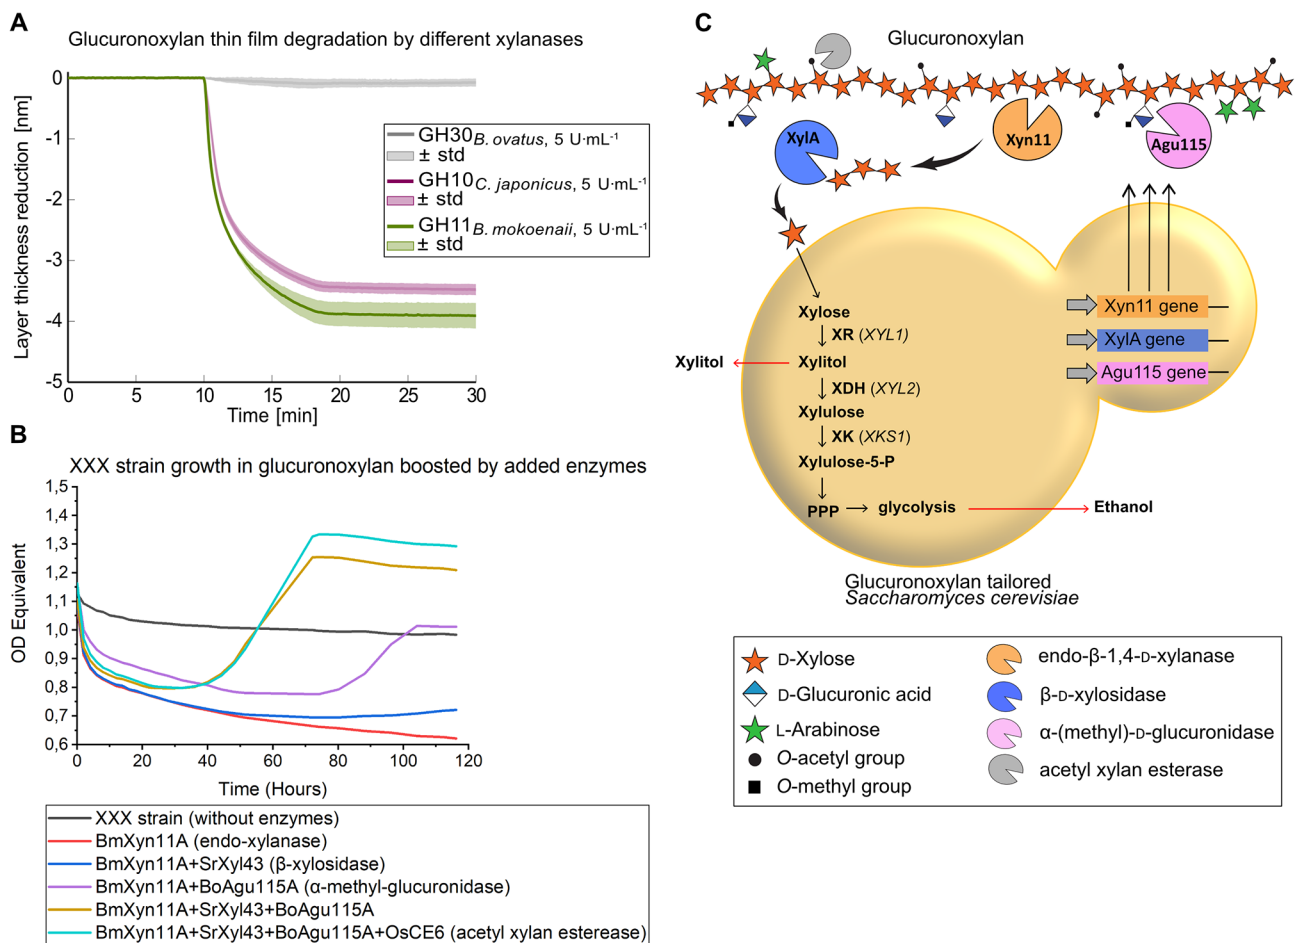 A
Glucuronoxylan thin film degradation by different xylanases
Layer thickness reduction [nm]
0
-1
-2
-3
-4
-5
0
5
10
15
20
25
30
Time [min]
GH30 B. ovatus, 5 U·mL-1
± std
GH10 C. japonicus, 5 U·mL-1
± std
GH11 B. mokoenaii, 5 U·mL-1
± std
B
XXX strain growth in glucuronoxylan boosted by added enzymes
OD Equivalent
1,5
1,4
1,3
1,2
1,1
1,0
0,9
0,8
0,7
0,6
0
20
40
60
80
100
120
Time (Hours)
XXX strain (without enzymes)
BmXyn11A (endo-xylanase)
BmXyn11A+SrXyl43 (β-xylosidase)
BmXyn11A+BoAgu115A (α-methyl-glucuronidase)
BmXyn11A+SrXyl43+BoAgu115A
BmXyn11A+SrXyl43+BoAgu115A+OsCE6 (acetyl xylan esterease)
C
Glucuronoxylan
XylA
Xyn11
Agu115
Xylose
XR (XYL1)
Xylitol
Xylitol
XDH (XYL2)
Xylulose
XK (XKS1)
Xylulose-5-P
PPP
glycolysis
Ethanol
Xyn11 gene
XylA gene
Agu115 gene
Glucuronoxylan tailored
Saccharomyces cerevisiae
D-Xylose
D-Glucuronic acid
L-Arabinose
O-acetyl group
O-methyl group
endo-β-1,4-D-xylanase
β-D-xylosidase
α-(methyl)-D-glucuronidase
acetyl xylan esterase